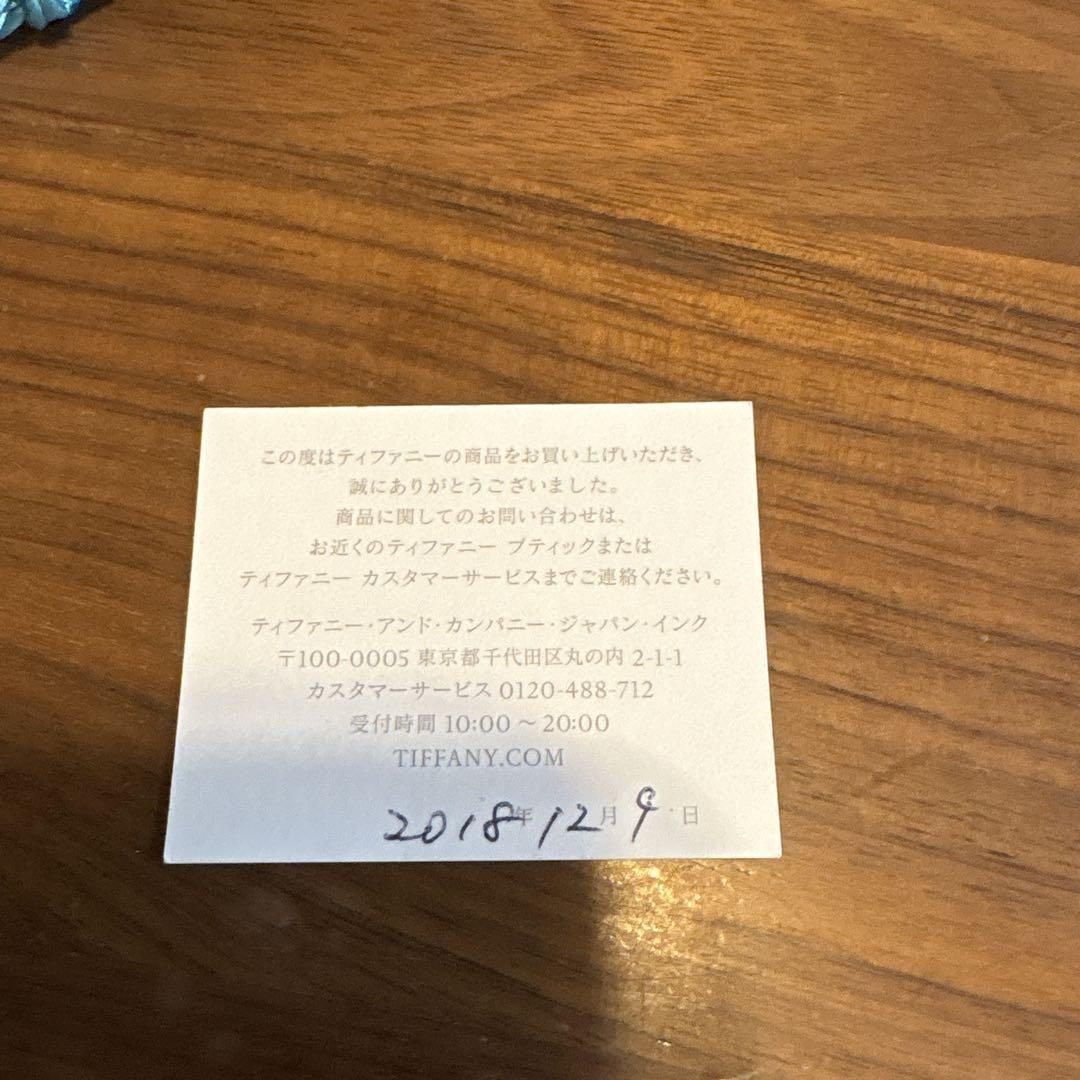 この度はティファニーの商品をお買い上げいただき、
誠にありがとうございました。
商品に関してのお問い合わせは、
お近くのティファニー ブティックまたは
ティファニー カスタマーサービスまでご連絡ください。
ティファニー・アンド・カンパニー・ジャパン・インク
〒100-0005 東京都千代田区丸の内 2-1-1
カスタマーサービス 0120-488-712
受付時間 10:00 〜 20:00
TIFFANY.COM
2018年12月9日